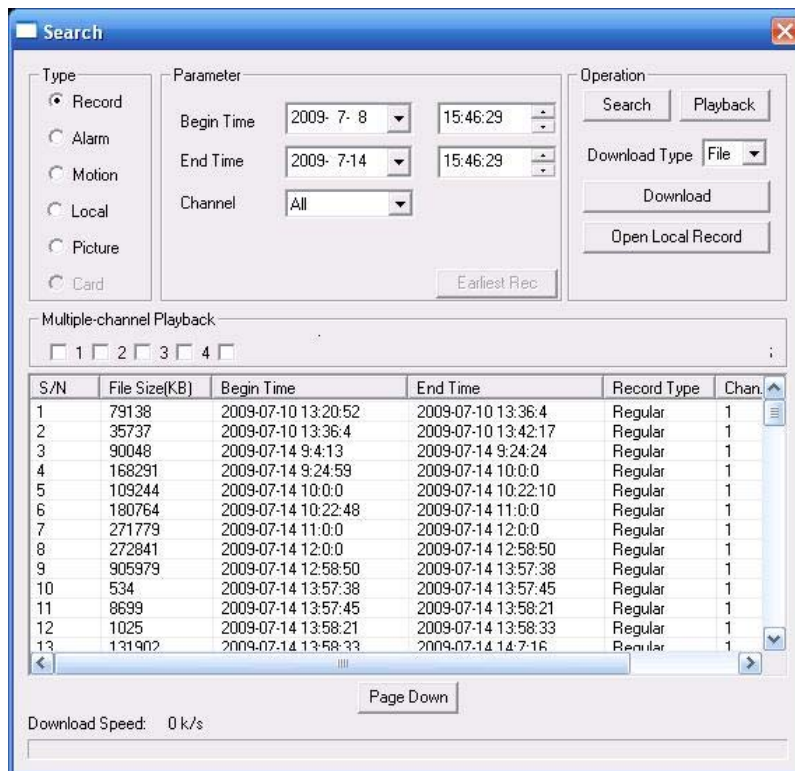 Search
Type
Record
Alarm
Motion
Local
Picture
Card
Parameter
Begin Time 2009- 7- 8 15:46:29
End Time 2009- 7-14 15:46:29
Channel All
Earliest Rec
Operation
Search Playback
Download Type File
Download
Open Local Record
Multiple-channel Playback
1 2 3 4
S/N File Size(KB) Begin Time End Time Record Type Chan.
1 79138 2009-07-10 13:20:52 2009-07-10 13:36:4 Regular 1
2 35737 2009-07-10 13:36:4 2009-07-10 13:42:17 Regular 1
3 90048 2009-07-14 9:4:13 2009-07-14 9:24:24 Regular 1
4 168291 2009-07-14 9:24:59 2009-07-14 10:0:0 Regular 1
5 109244 2009-07-14 10:0:0 2009-07-14 10:22:10 Regular 1
6 180764 2009-07-14 10:22:48 2009-07-14 11:0:0 Regular 1
7 271779 2009-07-14 11:0:0 2009-07-14 12:0:0 Regular 1
8 272841 2009-07-14 12:0:0 2009-07-14 12:58:50 Regular 1
9 905979 2009-07-14 12:58:50 2009-07-14 13:57:38 Regular 1
10 534 2009-07-14 13:57:38 2009-07-14 13:57:45 Regular 1
11 8699 2009-07-14 13:57:45 2009-07-14 13:58:21 Regular 1
12 1025 2009-07-14 13:58:21 2009-07-14 13:58:33 Regular 1
13 131902 2009-07-14 13:58:33 2009-07-14 14:7:16 Regular 1
Page Down
Download Speed: 0 k/s